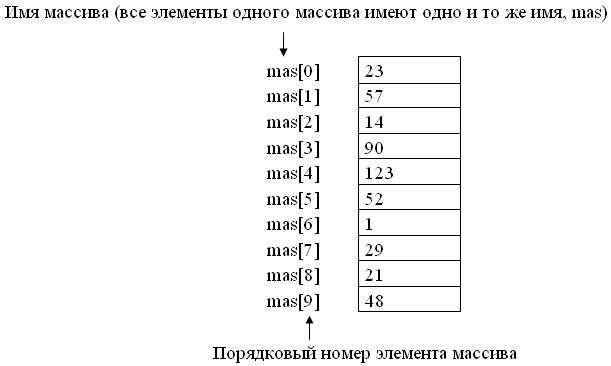 Имя массива (все элементы одного массива имеют одно и то же имя, mas)
mas[0] 23
mas[1] 57
mas[2] 14
mas[3] 90
mas[4] 123
mas[5] 52
mas[6] 1
mas[7] 29
mas[8] 21
mas[9] 48
Порядковый номер элемента массива